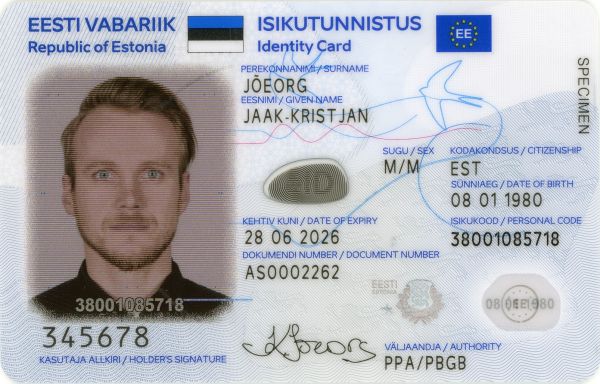 EESTI VABARIIK
Republic of Estonia
ISIKUTUNNISTUS
Identity Card
EE
SPECIMEN
PEREKONNANIMI / SURNAME
JÕEORG
EESNIMI / GIVEN NAME
JAAK-KRISTJAN
SUGU / SEX
M/M
KODAKONDSUS / CITIZENSHIP
EST
SÜNNIAEG / DATE OF BIRTH
08 01 1980
KEHTIV KUNI / DATE OF EXPIRY
28 06 2026
ISIKUKOOD / PERSONAL CODE
38001085718
DOKUMENDI NUMBER / DOCUMENT NUMBER
AS0002262
EESTI
ESTONIA
08 01 1980
EE
38001085718
345678
KASUTAJA ALLKIRI / HOLDER'S SIGNATURE
VÄLJAANDJA / AUTHORITY
PPA/PBGB